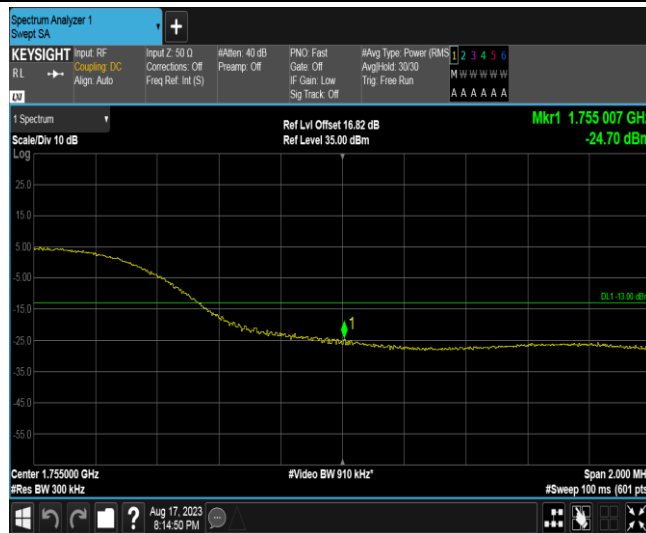 Spectrum Analyzer 1
Swept SA
KEYSIGHT
RL
Input: RF
Coupling: DC
Align: Auto
Input Z: 50 Ω
Corrections: Off
Freq Ref: Int (S)
#Atten: 40 dB
Preamp: Off
PNO: Fast
Gate: Off
IF Gain: Low
Sig Track: Off
#Avg Type: Power (RMS
Avg|Hold: 30/30
Trig: Free Run
1 2 3 4 5 6
M W W W W W
A A A A A A
LXI
1 Spectrum
Scale/Div 10 dB
Ref Lvl Offset 16.82 dB
Ref Level 35.00 dBm
Mkr1 1.755 007 GHz
-24.70 dBm
Log
25.0
15.0
5.00
-5.00
DL1 -13.00 dBm
-15.0
1
-25.0
-35.0
-45.0
-55.0
Center 1.755000 GHz
#Res BW 300 kHz
#Video BW 910 kHz*
Span 2.000 MH
#Sweep 100 ms (601 pts
?
Aug 17, 2023
8:14:50 PM